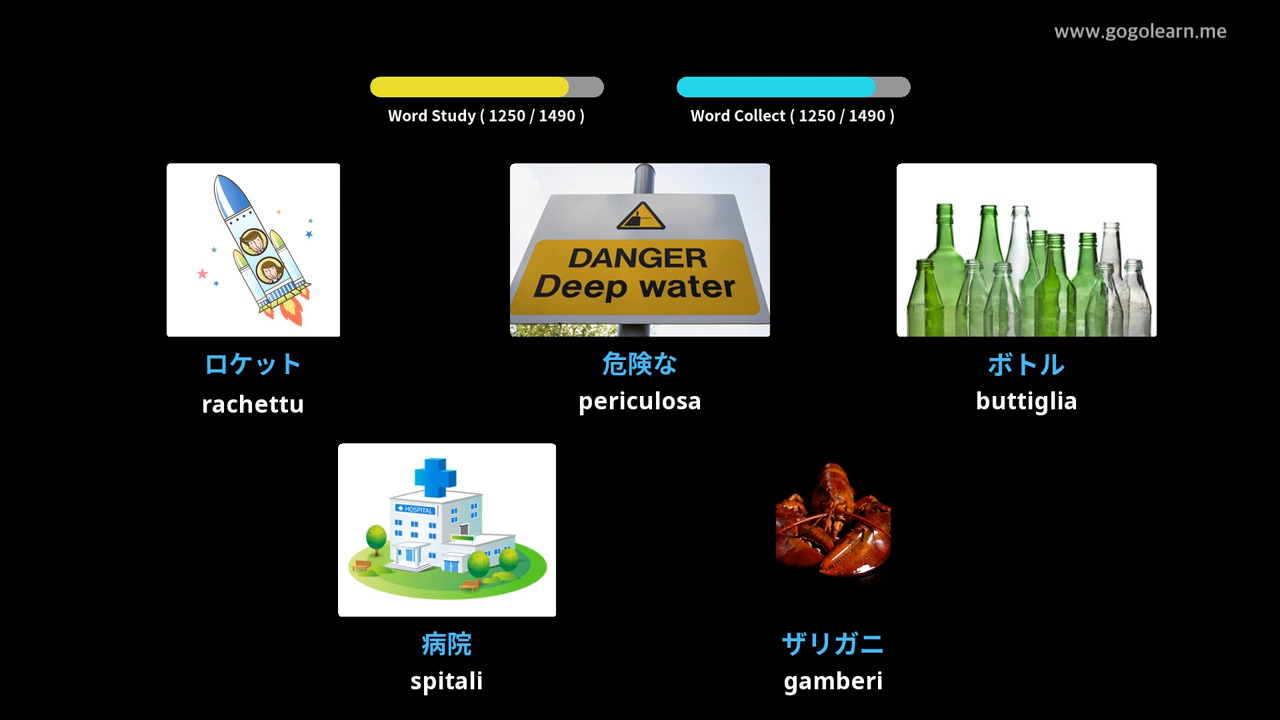 www.gogolearn.me
Word Study ( 1250 / 1490 )
Word Collect ( 1250 / 1490 )
DANGER
Deep water
ロケット
危険な
ボトル
rachettu
periculosa
buttiglia
HOSPITAL
病院
ザリガニ
spitali
gamberi